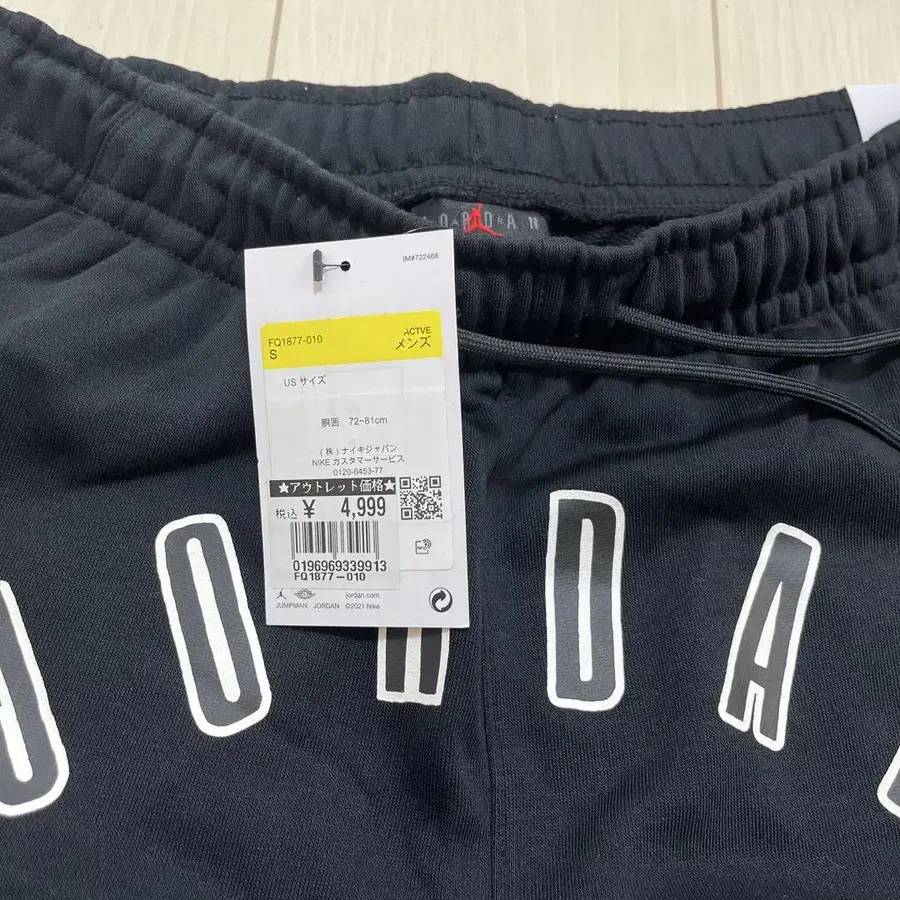 JORDAN
IM#722468
FQ1877-010
S
ACTVE
メンズ
US サイズ
胴囲 72~81cm
(株)ナイキジャパン
NIKE カスタマーサービス
0120-6453-77
★アウトレット価格★
税込 ¥ 4,999
0196969339913
FQ1877-010
jordan.com
JUMPMAN JORDAN ©2021 Nike
O
D
A